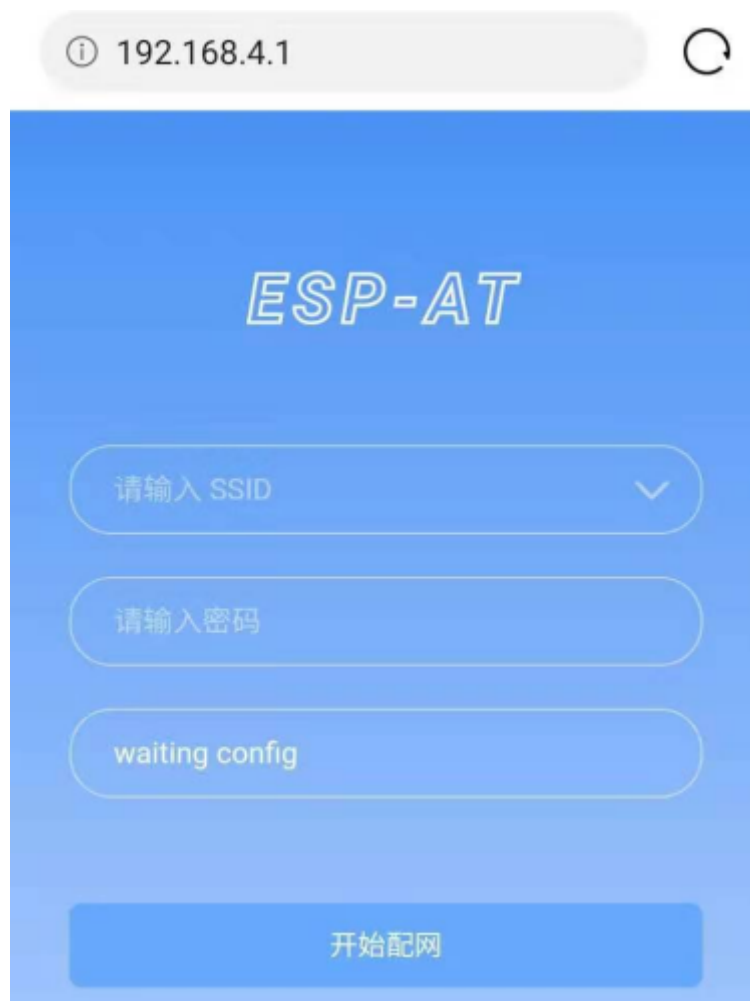 192.168.4.1
ESP-AT
请输入 SSID
请输入密码
waiting config
开始配网